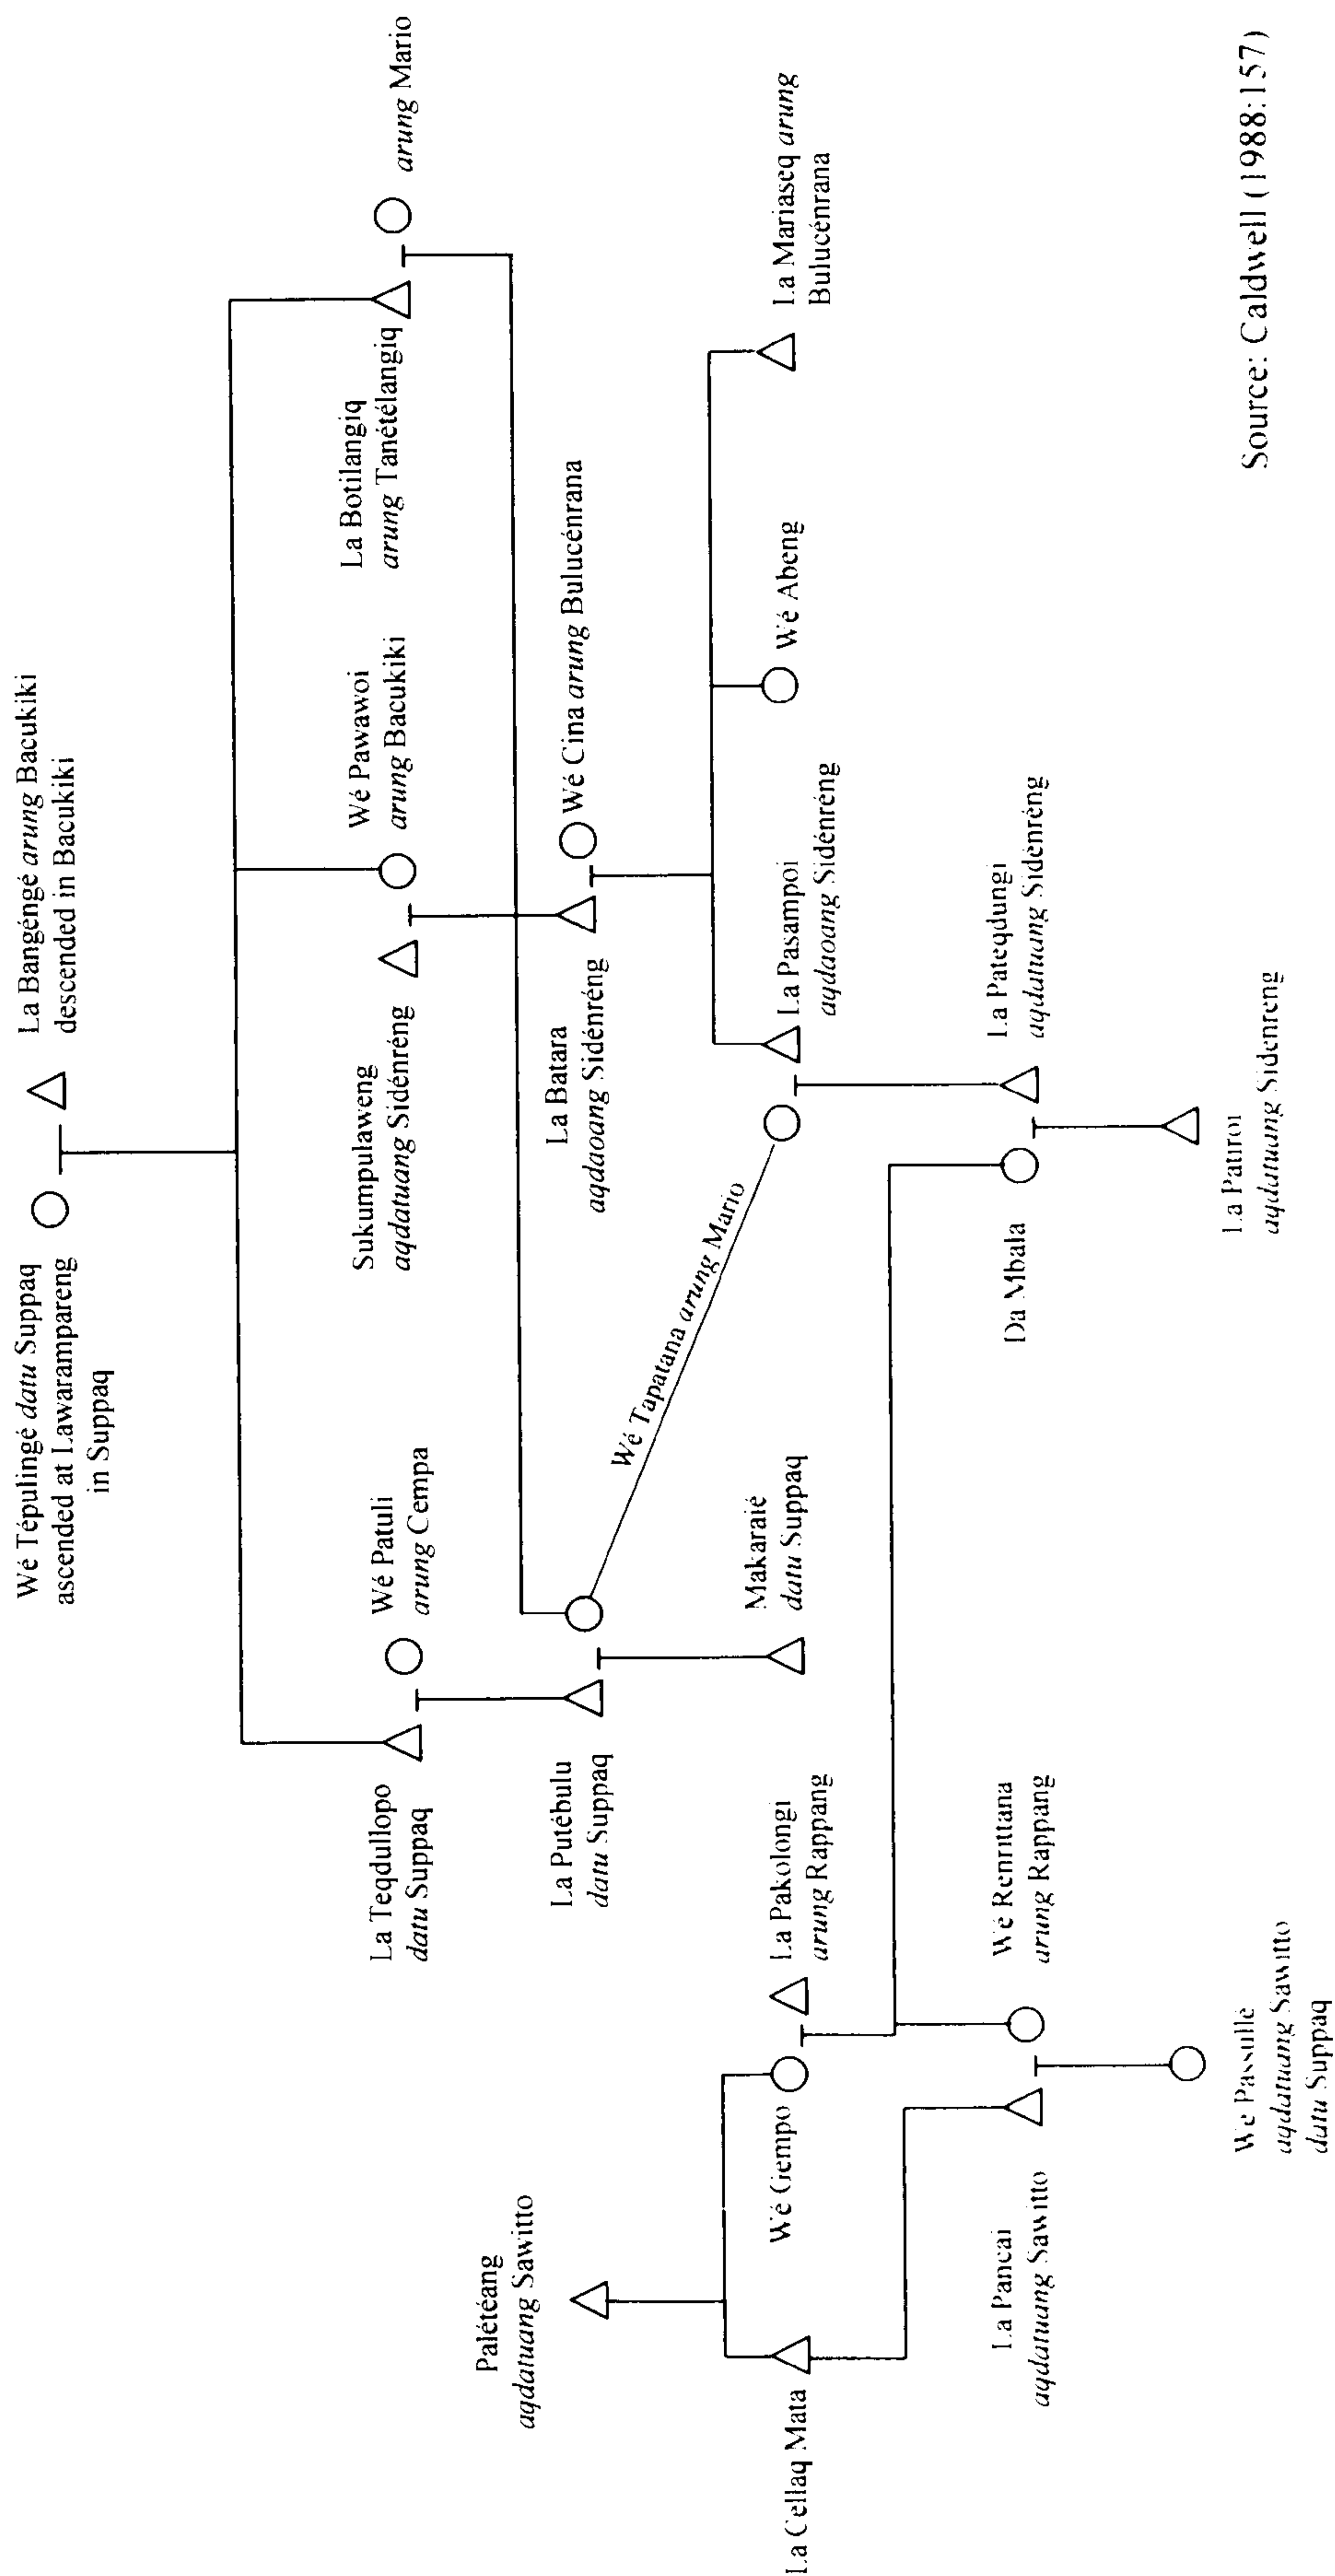 Wé Tépulingé datu Suppaq
ascended at Lawarampareng
in Suppaq
La Bangéngé arung Bacukiki
descended in Bacukiki
La Teqdullopo
datu Suppaq
Wé Patuli
arung Cempa
Sukumpulaweng
aqdatuang Sidénréng
Wé Pawawoi
arung Bacukiki
La Botilangiq
arung Tanételangiq
arung Mario
Palétéang
aqdatuang Sawitto
La Putébulu
datu Suppaq
La Batara
aqdaoang Sidénréng
Wé Cina arung Bulucénrana
Wé Tapatana arung Mario
La Cellaq Mata
Wé Gempo
La Pakolongi
arung Rappang
Makaraié
datu Suppaq
La Pasampoi
aqdaoang Sidénréng
Wé Abeng
La Mariaseq arung
Bulucénrana
La Pancai
aqdatuang Sawitto
Wé Renrittana
arung Rappang
Da Mbala
La Pateqdungi
aqdatuang Sidénréng
We Passullé
aqdatuang Sawitto
datu Suppaq
La Patiroi
aqdatuang Sidenreng
Source: Caldwell (1988:157)